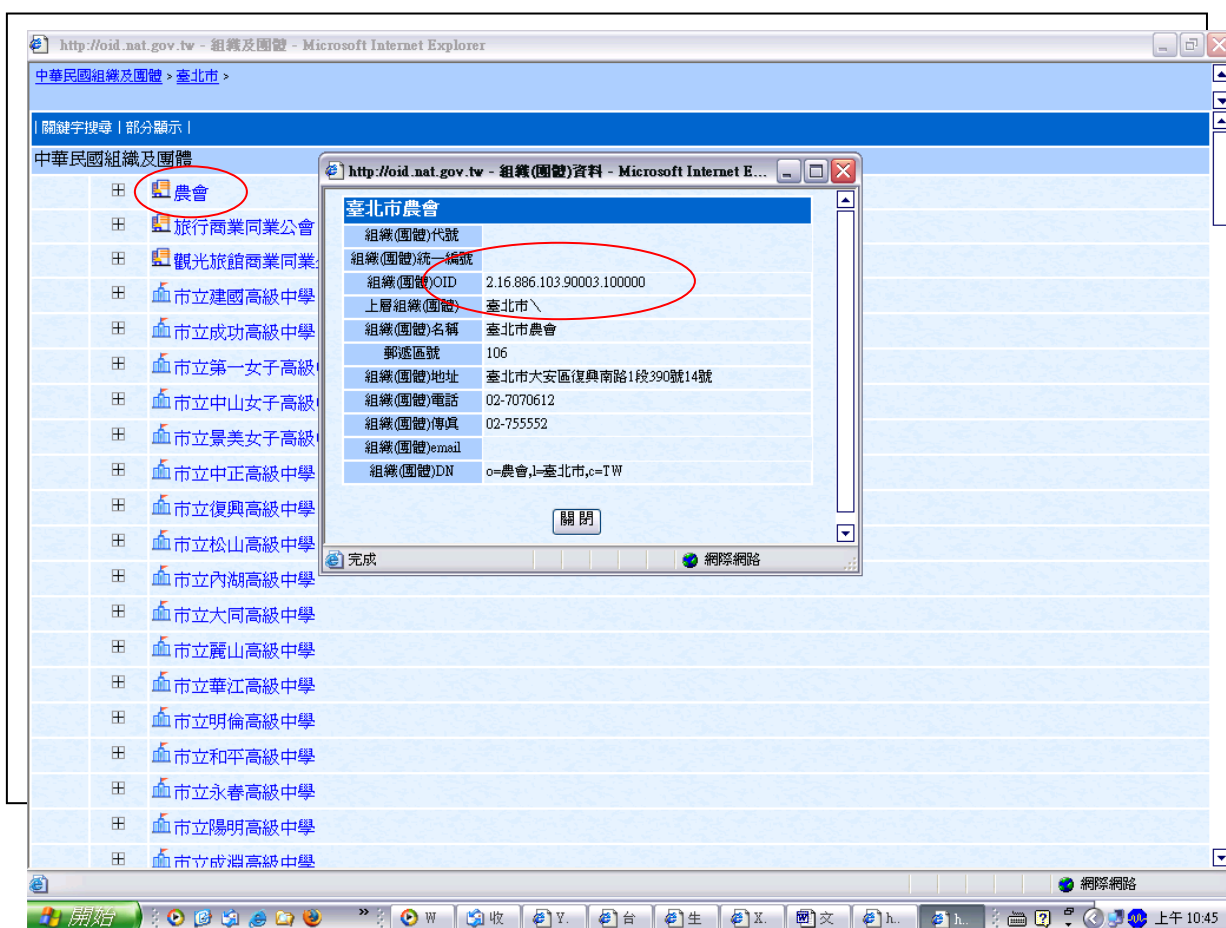 http://oid.nat.gov.tw - 組織及團體 - Microsoft Internet Explorer
中華民國組織及團體 > 臺北市 >
| 關鍵字搜尋 | 部分顯示 |
中華民國組織及團體
農會
旅行商業同業公會
觀光旅館商業同業
市立建國高級中學
市立成功高級中學
市立第一女子高級
市立中山女子高級
市立景美女子高級
市立中正高級中學
市立復興高級中學
市立松山高級中學
市立內湖高級中學
市立大同高級中學
市立麗山高級中學
市立華江高級中學
市立明倫高級中學
市立和平高級中學
市立永春高級中學
市立陽明高級中學
市立成淵高級中學
http://oid.nat.gov.tw - 組織(團體)資料 - Microsoft Internet E...
臺北市農會
組織(團體)代號
組織(團體)統一編號
組織(團體)OID 2.16.886.103.90003.100000
上層組織(團體) 臺北市\
組織(團體)名稱 臺北市農會
郵遞區號 106
組織(團體)地址 臺北市大安區復興南路1段390號14號
組織(團體)電話 02-7070612
組織(團體)傳真 02-755552
組織(團體)email
組織(團體)DN o=農會,l=臺北市,c=TW
關閉
完成 網際網路
網際網路
開始 » W 收 Y. 台 生 X. 文 h.. h.. 上午 10:45